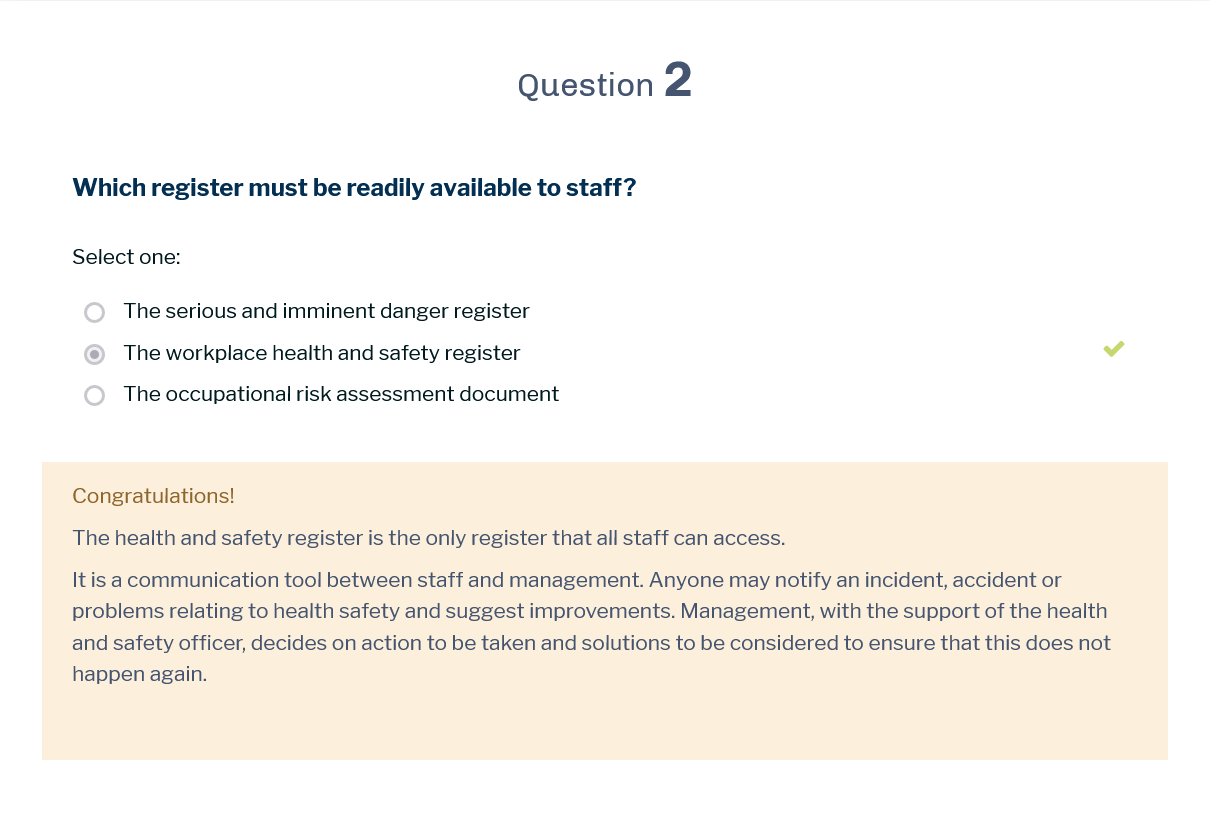 Question 2
Which register must be readily available to staff?
Select one:
The serious and imminent danger register
The workplace health and safety register
The occupational risk assessment document
Congratulations!
The health and safety register is the only register that all staff can access.
It is a communication tool between staff and management. Anyone may notify an incident, accident or
problems relating to health safety and suggest improvements. Management, with the support of the health
and safety officer, decides on action to be taken and solutions to be considered to ensure that this does not
happen again.